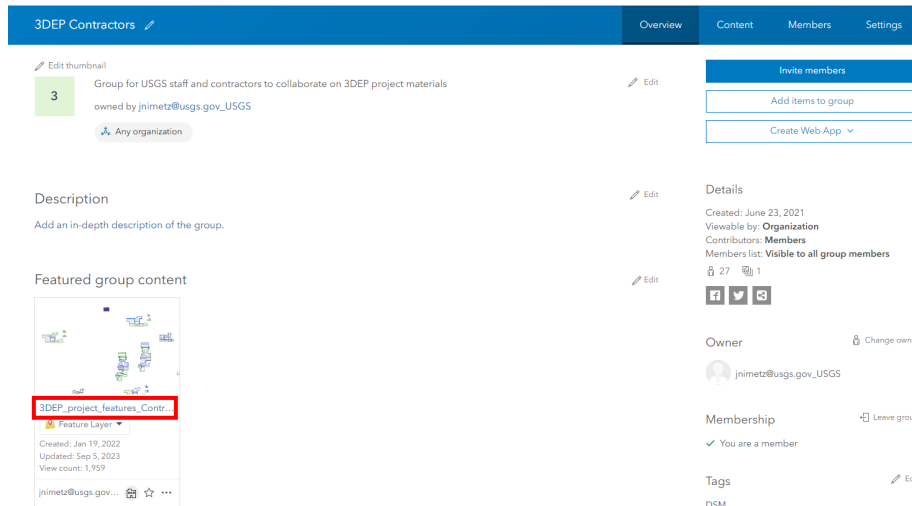 3DEP Contractors
Overview
Content
Members
Settings
Edit thumbnail
3
Group for USGS staff and contractors to collaborate on 3DEP project materials
Edit
owned by jnimetz@usgs.gov_USGS
Any organization
Invite members
Add items to group
Create Web App
Description
Edit
Add an in-depth description of the group.
Details
Created: June 23, 2021
Viewable by: Organization
Contributors: Members
Members list: Visible to all group members
27 1
Featured group content
Edit
3DEP_project_features_Contr...
Feature Layer
Created: Jan 19, 2022
Updated: Sep 5, 2023
View count: 1,959
jnimetz@usgs.gov...
Owner
Change own
jnimetz@usgs.gov_USGS
Membership
Leave grou
You are a member
Tags
Ed
DSM